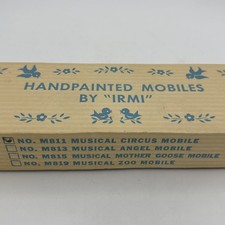 HANDPAINTED MOBILES
BY "IRMI"
NO. M811 MUSICAL CIRCUS MOBILE
NO. M813 MUSICAL ANGEL MOBILE
NO. M815 MUSICAL MOTHER GOOSE MOBILE
NO. M819 MUSICAL ZOO MOBILE